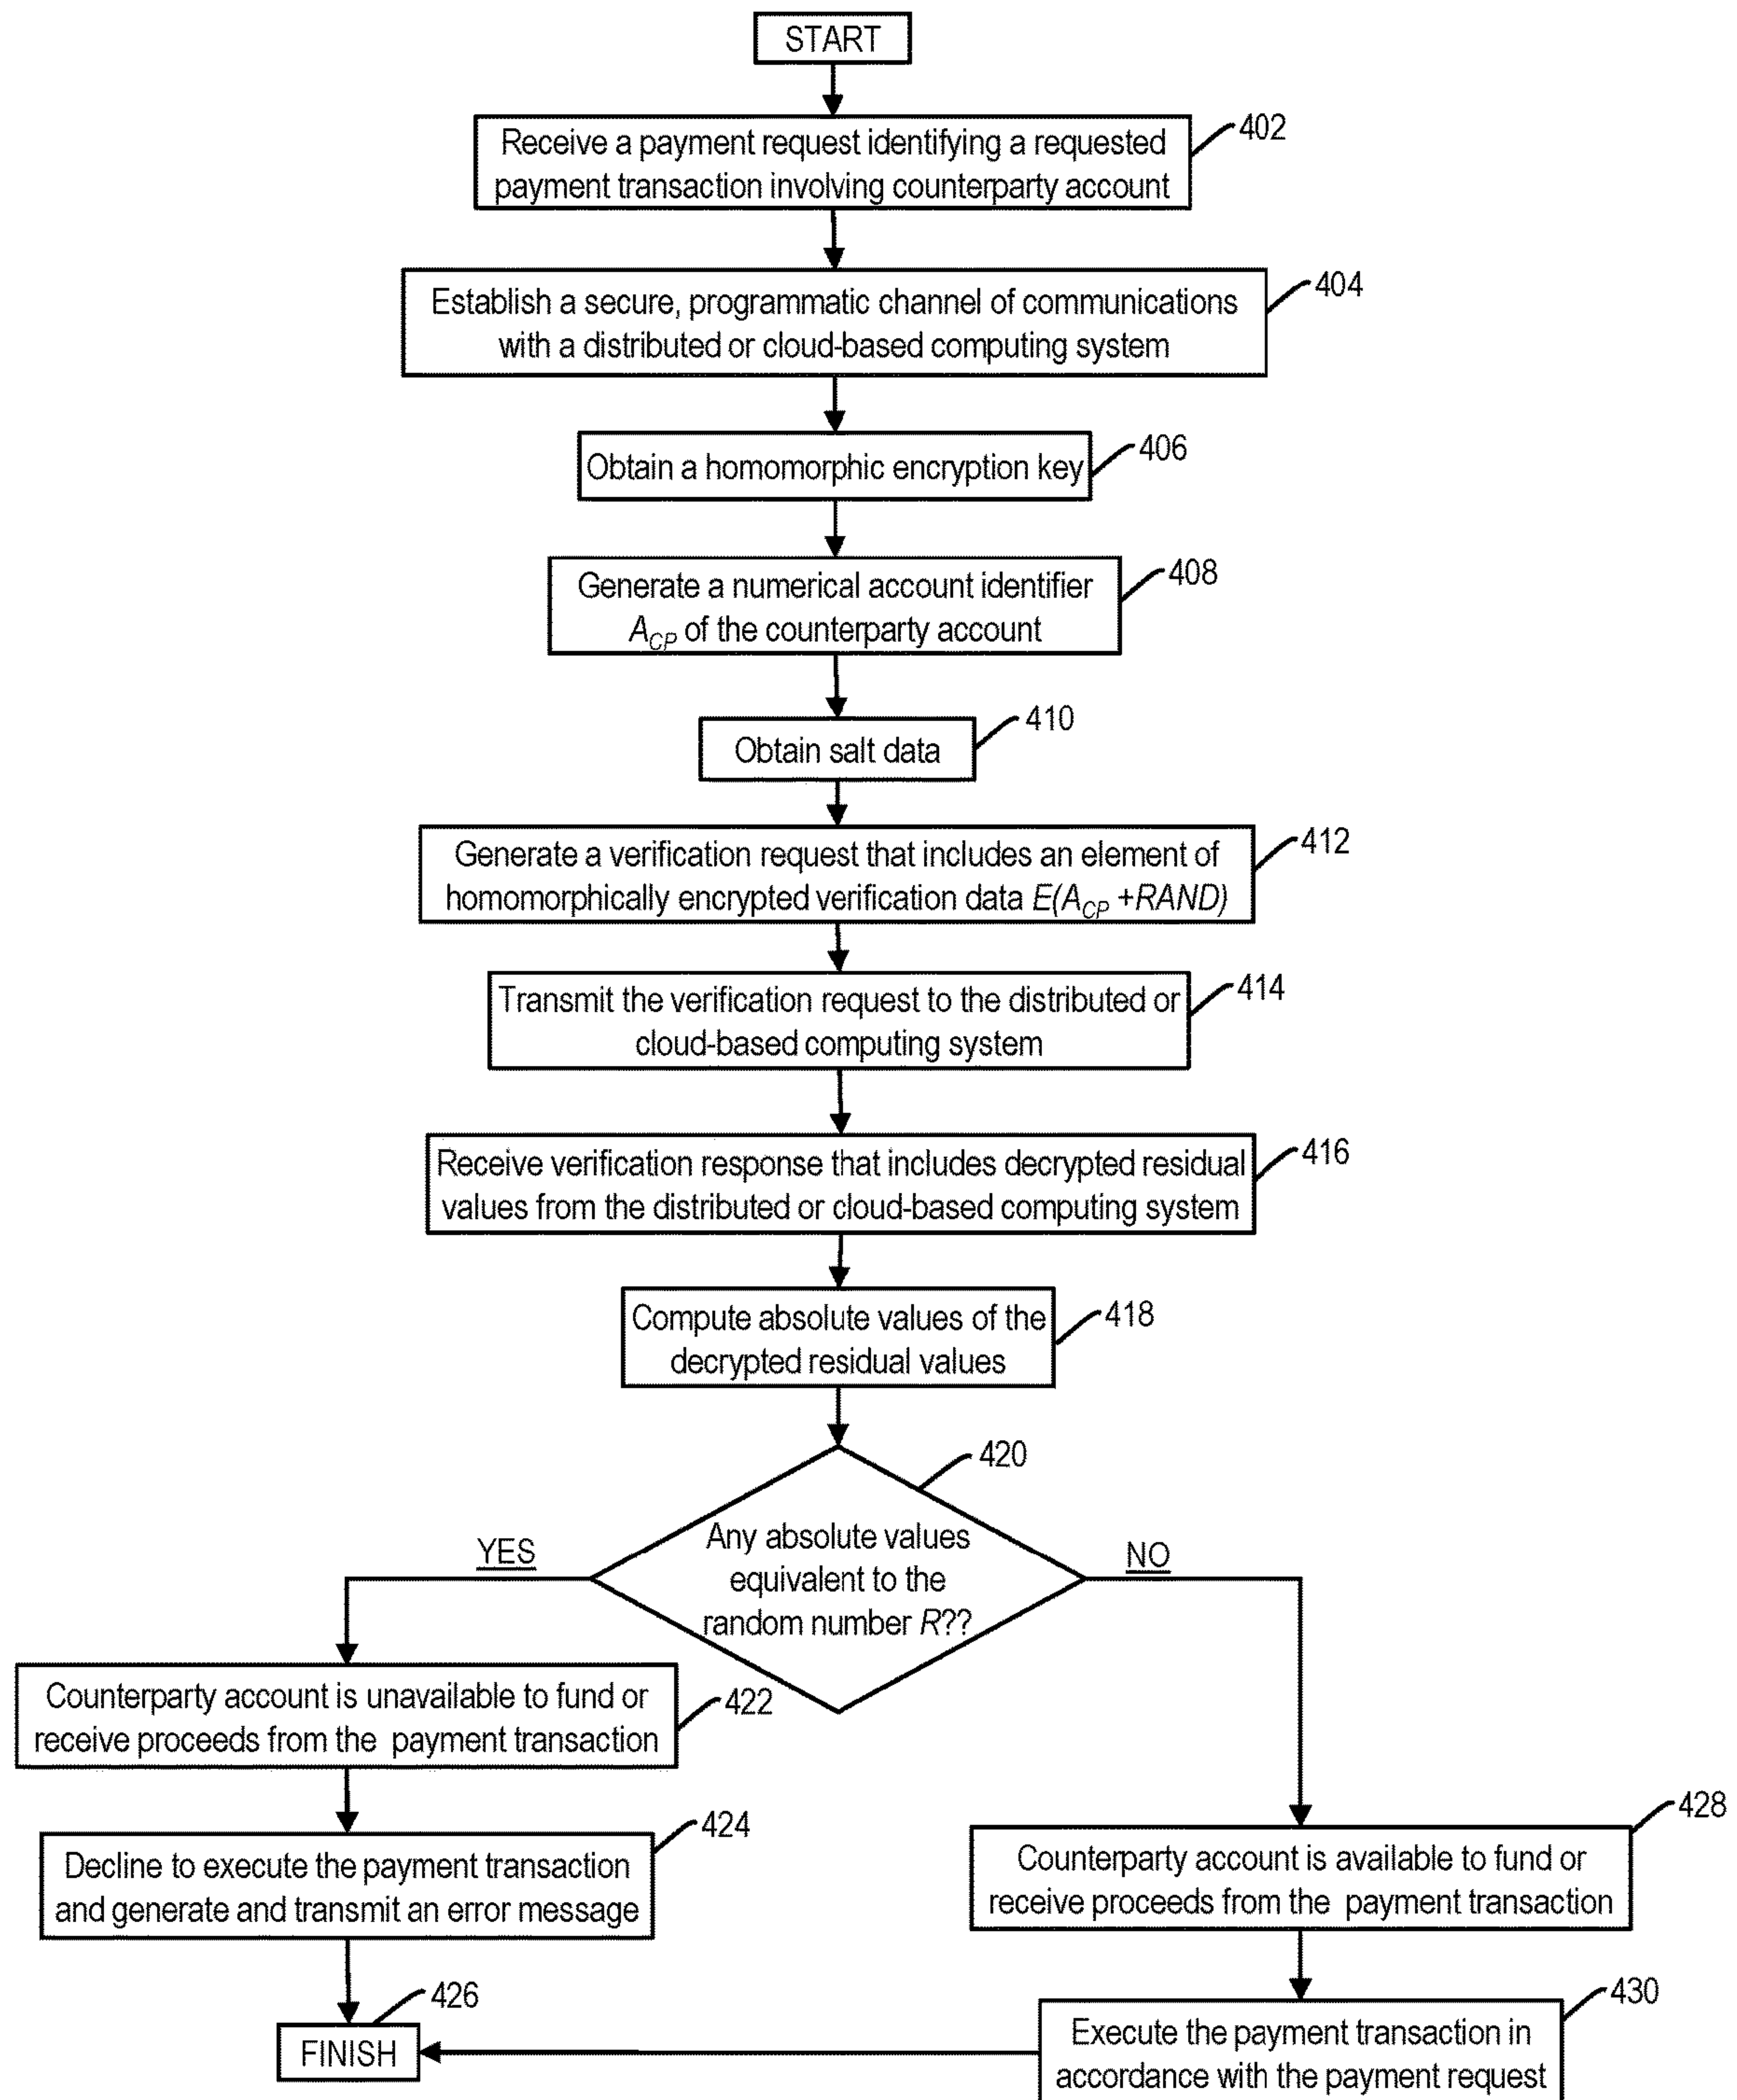 START
402
Receive a payment request identifying a requested
payment transaction involving counterparty account
404
Establish a secure, programmatic channel of communications
with a distributed or cloud-based computing system
406
Obtain a homomorphic encryption key
408
Generate a numerical account identifier
A_CP of the counterparty account
410
Obtain salt data
412
Generate a verification request that includes an element of
homomorphically encrypted verification data E(A_CP +RAND)
414
Transmit the verification request to the distributed or
cloud-based computing system
416
Receive verification response that includes decrypted residual
values from the distributed or cloud-based computing system
418
Compute absolute values of the
decrypted residual values
420
Any absolute values
equivalent to the
random number R??
YES
NO
422
Counterparty account is unavailable to fund or
receive proceeds from the payment transaction
424
Decline to execute the payment transaction
and generate and transmit an error message
426
FINISH
428
Counterparty account is available to fund or
receive proceeds from the payment transaction
430
Execute the payment transaction in
accordance with the payment request